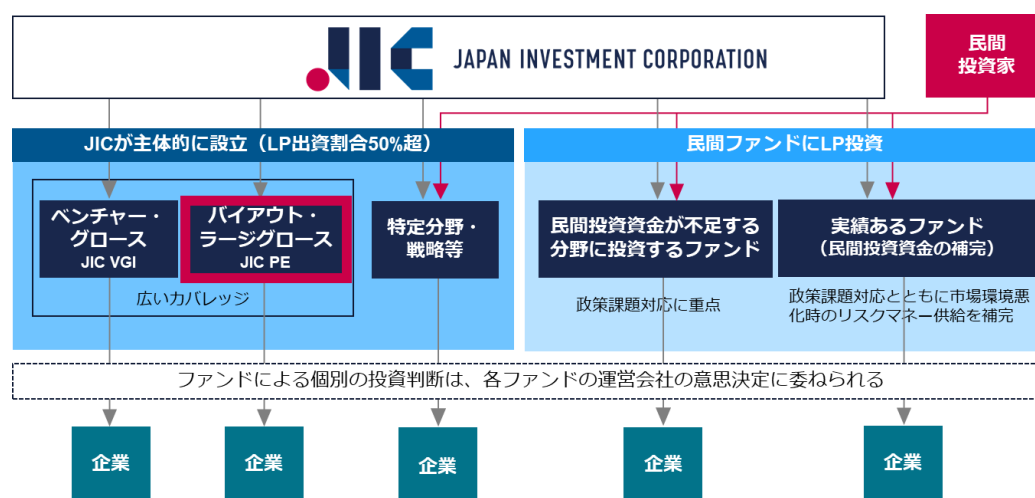 JIC
JAPAN INVESTMENT CORPORATION
民間
投資家
JICが主体的に設立（LP出資割合50%超）
民間ファンドにLP投資
ベンチャー・
グロース
JIC VGI
バイアウト・
ラージグロース
JIC PE
特定分野・
戦略等
民間投資資金が不足する
分野に投資するファンド
実績あるファンド
（民間投資資金の補完）
広いカバレッジ
政策課題対応に重点
政策課題対応とともに市場環境悪
化時のリスクマネー供給を補完
ファンドによる個別の投資判断は、各ファンドの運営会社の意思決定に委ねられる
企業
企業
企業
企業
企業